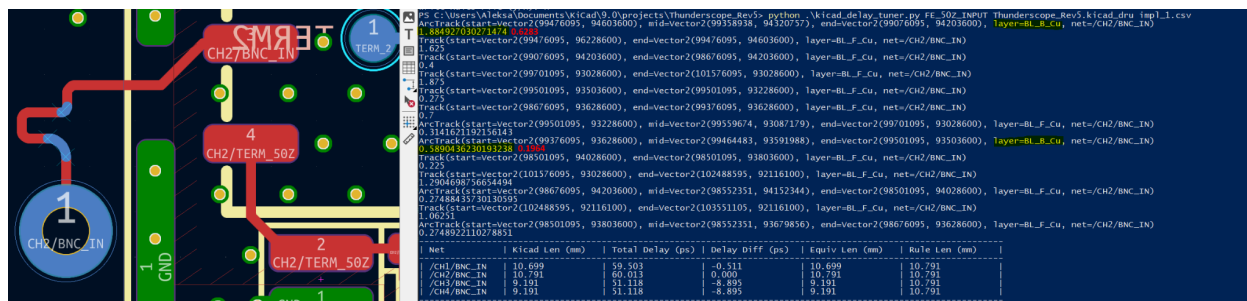 TERM2
CH2/BNC_IN
1
TERM_2
4
CH2/TERM_50Z
1
CH2/BNC_IN
1
GND
2
CH2/TERM_50Z
1
PS C:\Users\Aleksa\Documents\KiCad\9.0\projects\Thunderscope_Rev5> python .\kicad_delay_tuner.py FE_50Z_INPUT Thunderscope_Rev5.kicad_dru impl_1.csv
ArcTrack(start=Vector2(99476095, 94603600), mid=Vector2(99358938, 94320757), end=Vector2(99076095, 94203600), layer=BL_B_Cu, net=/CH2/BNC_IN)
1.884927030271474 0.6283
Track(start=Vector2(99476095, 96228600), end=Vector2(99476095, 94603600), layer=BL_F_Cu, net=/CH2/BNC_IN)
1.625
Track(start=Vector2(99076095, 94203600), end=Vector2(98676095, 94203600), layer=BL_F_Cu, net=/CH2/BNC_IN)
0.4
Track(start=Vector2(99701095, 93028600), end=Vector2(101576095, 93028600), layer=BL_F_Cu, net=/CH2/BNC_IN)
1.875
Track(start=Vector2(99501095, 93503600), end=Vector2(99501095, 93228600), layer=BL_F_Cu, net=/CH2/BNC_IN)
0.275
Track(start=Vector2(98676095, 93628600), end=Vector2(99376095, 93628600), layer=BL_F_Cu, net=/CH2/BNC_IN)
0.7
ArcTrack(start=Vector2(99501095, 93228600), mid=Vector2(99559674, 93087179), end=Vector2(99701095, 93028600), layer=BL_F_Cu, net=/CH2/BNC_IN)
0.3141621192156143
ArcTrack(start=Vector2(99376095, 93628600), mid=Vector2(99464483, 93591988), end=Vector2(99501095, 93503600), layer=BL_B_Cu, net=/CH2/BNC_IN)
0.5890436230193238 0.1964
Track(start=Vector2(98501095, 94028600), end=Vector2(98501095, 93803600), layer=BL_F_Cu, net=/CH2/BNC_IN)
0.225
Track(start=Vector2(101576095, 93028600), end=Vector2(102488595, 92116100), layer=BL_F_Cu, net=/CH2/BNC_IN)
1.2904698756654494
ArcTrack(start=Vector2(98676095, 94203600), mid=Vector2(98552351, 94152344), end=Vector2(98501095, 94028600), layer=BL_F_Cu, net=/CH2/BNC_IN)
0.27488435730130595
Track(start=Vector2(102488595, 92116100), end=Vector2(103551105, 92116100), layer=BL_F_Cu, net=/CH2/BNC_IN)
1.06251
ArcTrack(start=Vector2(98501095, 93803600), mid=Vector2(98552351, 93679856), end=Vector2(98676095, 93628600), layer=BL_F_Cu, net=/CH2/BNC_IN)
0.2748922110278851
| Net | Kicad Len (mm) | Total Delay (ps) | Delay Diff (ps) | Equiv Len (mm) | Rule Len (mm) |
| /CH1/BNC_IN | 10.699 | 59.503 | -0.511 | 10.699 | 10.791 |
| /CH2/BNC_IN | 10.791 | 60.013 | 0.000 | 10.791 | 10.791 |
| /CH3/BNC_IN | 9.191 | 51.118 | -8.895 | 9.191 | 10.791 |
| /CH4/BNC_IN | 9.191 | 51.118 | -8.895 | 9.191 | 10.791 |